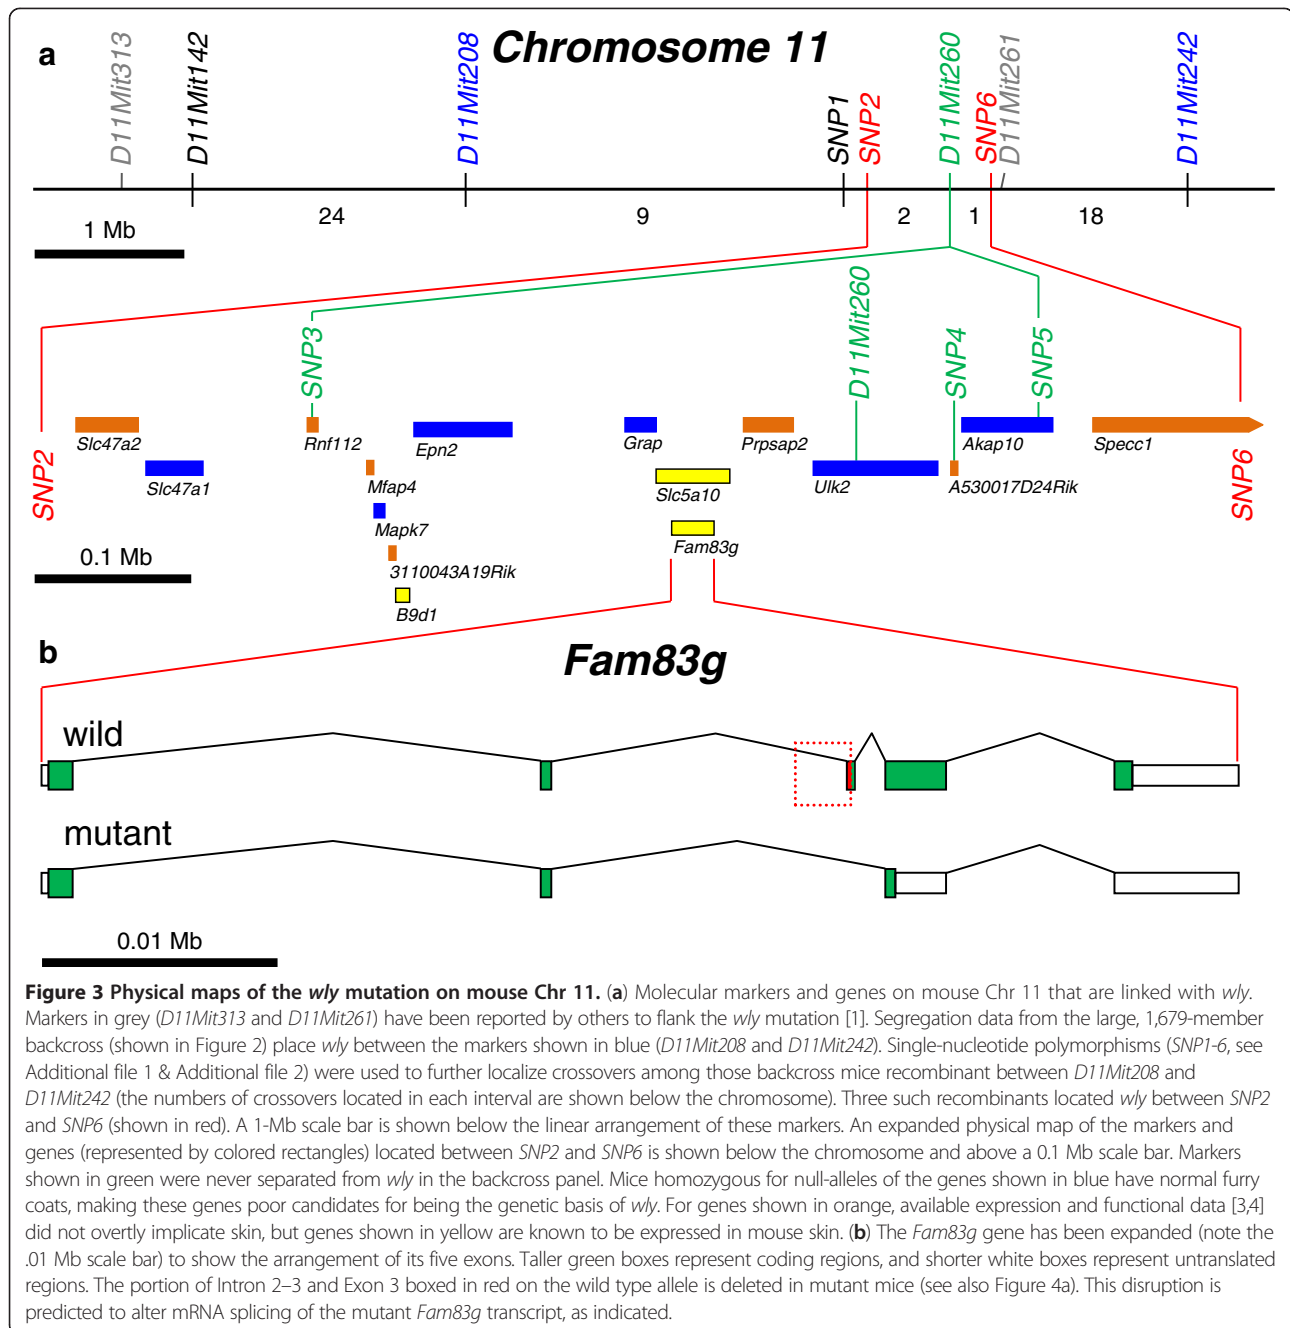 a
Chromosome 11
D11Mit313
D11Mit142
D11Mit208
SNP1
SNP2
D11Mit260
SNP6
D11Mit261
D11Mit242
24
9
2
1
18
1 Mb
SNP2
SNP3
D11Mit260
SNP4
SNP5
SNP6
Slc47a2
Slc47a1
Rnf112
Mfap4
Mapk7
3110043A19Rik
B9d1
Epn2
Grap
Slc5a10
Fam83g
Prpsap2
Ulk2
A530017D24Rik
Akap10
Specc1
0.1 Mb
b
Fam83g
wild
mutant
0.01 Mb
Figure 3 Physical maps of the wly mutation on mouse Chr 11. (a) Molecular markers and genes on mouse Chr 11 that are linked with wly.
Markers in grey (D11Mit313 and D11Mit261) have been reported by others to flank the wly mutation [1]. Segregation data from the large, 1,679-member
backcross (shown in Figure 2) place wly between the markers shown in blue (D11Mit208 and D11Mit242). Single-nucleotide polymorphisms (SNP1-6, see
Additional file 1 & Additional file 2) were used to further localize crossovers among those backcross mice recombinant between D11Mit208 and
D11Mit242 (the numbers of crossovers located in each interval are shown below the chromosome). Three such recombinants located wly between SNP2
and SNP6 (shown in red). A 1-Mb scale bar is shown below the linear arrangement of these markers. An expanded physical map of the markers and
genes (represented by colored rectangles) located between SNP2 and SNP6 is shown below the chromosome and above a 0.1 Mb scale bar. Markers
shown in green were never separated from wly in the backcross panel. Mice homozygous for null-alleles of the genes shown in blue have normal furry
coats, making these genes poor candidates for being the genetic basis of wly. For genes shown in orange, available expression and functional data [3,4]
did not overtly implicate skin, but genes shown in yellow are known to be expressed in mouse skin. (b) The Fam83g gene has been expanded (note the
.01 Mb scale bar) to show the arrangement of its five exons. Taller green boxes represent coding regions, and shorter white boxes represent untranslated
regions. The portion of Intron 2–3 and Exon 3 boxed in red on the wild type allele is deleted in mutant mice (see also Figure 4a). This disruption is
predicted to alter mRNA splicing of the mutant Fam83g transcript, as indicated.